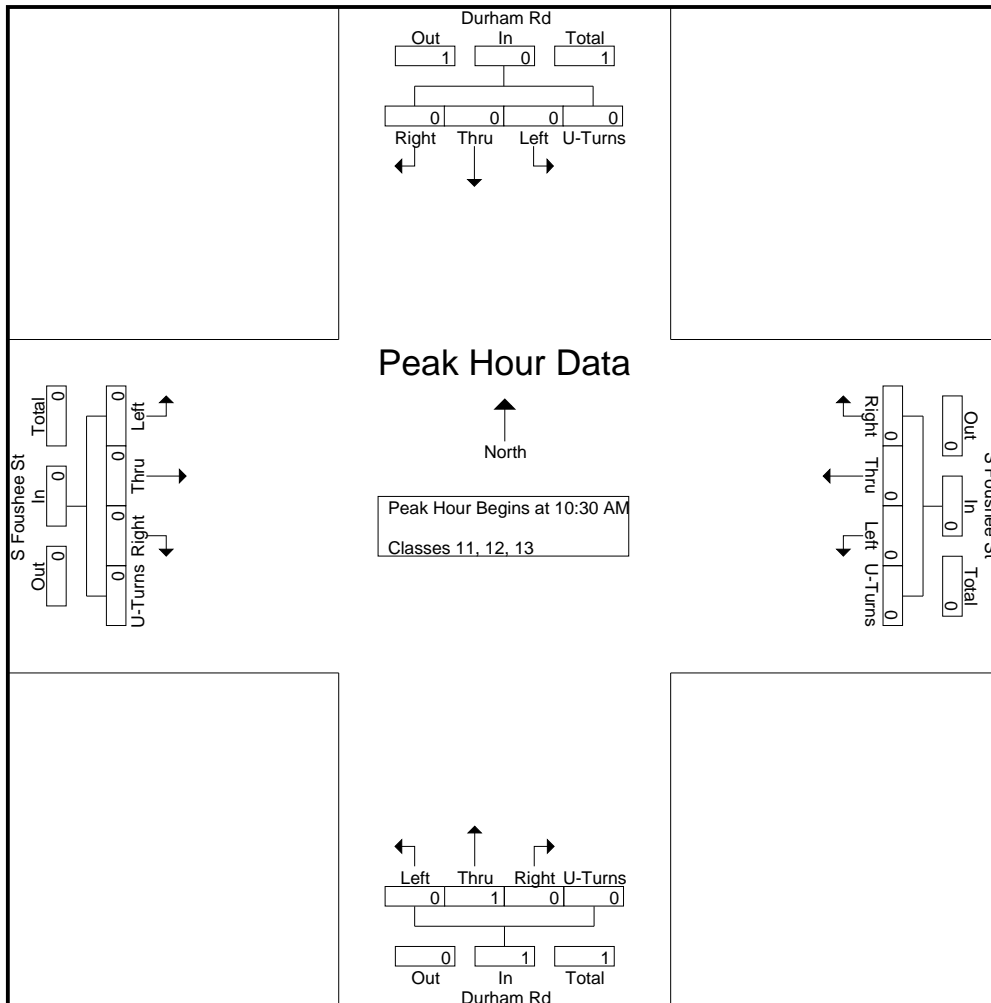 Durham Rd
Out In Total
1 0 1
0 0 0 0
Right Thru Left U-Turns
Peak Hour Data
North
Peak Hour Begins at 10:30 AM
Classes 11, 12, 13
S Foushee St
Total In Out
0 0 0
0 0 0 0
Left Thru Right U-Turns
Right Thru Left U-Turns
0 0 0 0
0 0 0
Out In Total
S Foushee St
Left Thru Right U-Turns
0 1 0 0
0 1 1
Out In Total
Durham Rd